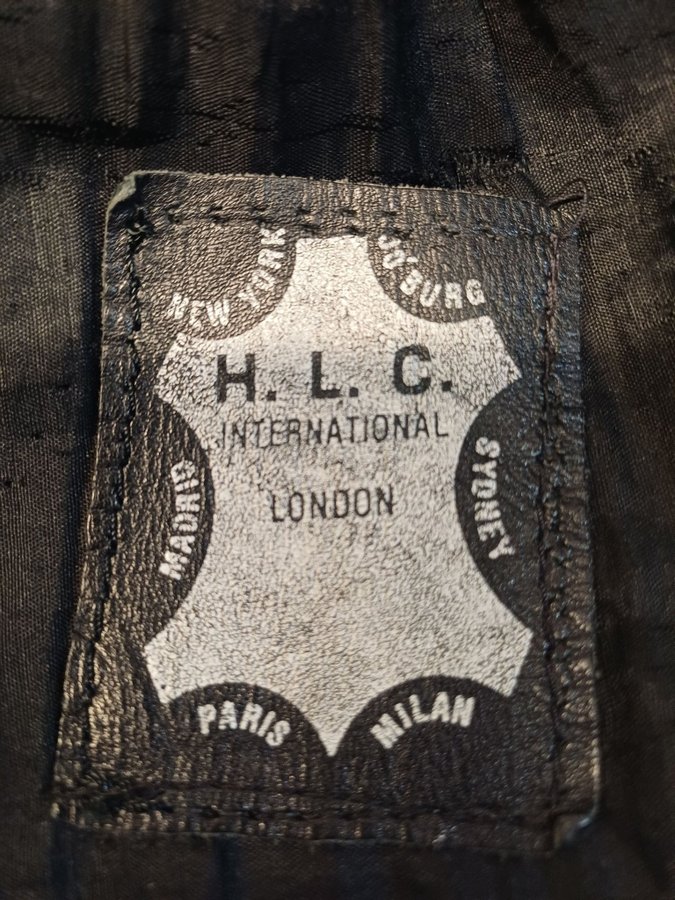 NEW YORK
JO'BURG
H. L. C.
INTERNATIONAL
LONDON
MADRID
SYDNEY
PARIS
MILAN